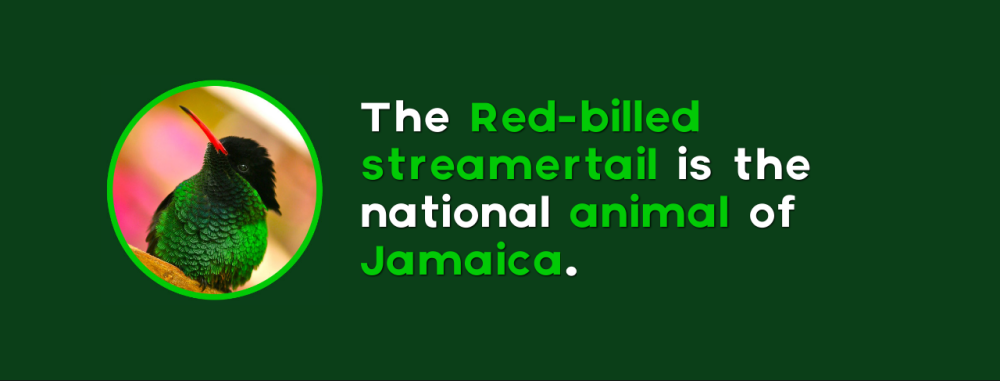 The Red-billed
streamertail is the
national animal of
Jamaica.